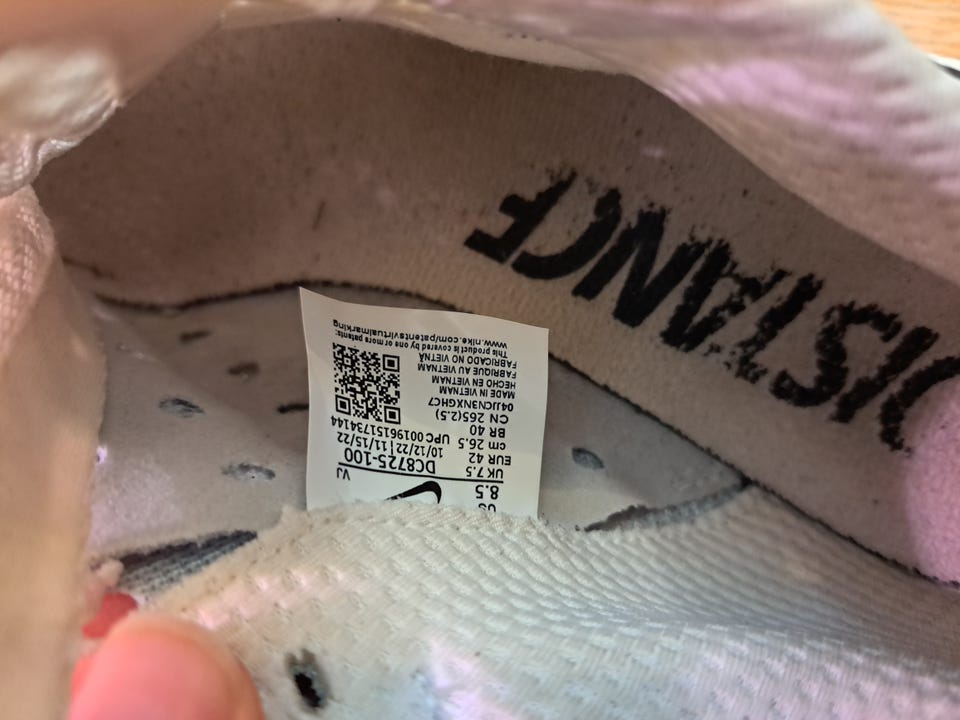 US
8.5
VJ
UK 7.5 DC8725-100
EUR 42 10/12/22 | 11/15/22
cm 26.5 UPC 00196151734144
BR 40
CN 265(2.5)
MADE IN VIETNAM
HECHO EN VIETNAM
FABRIQUE AU VIETNAM
FABRICADO NO VIETNÃ
This product is covered by one or more patents:
www.nike.com/patentsvirtualmarking
ISTANCE